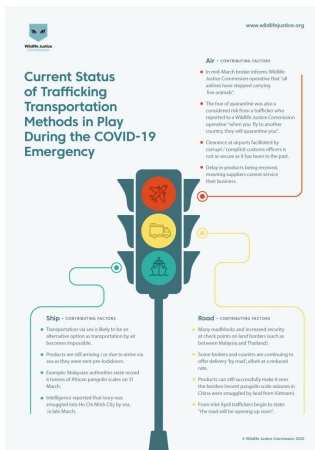 www.wildlifejustice.org
Wildlife Justice
Commission
Current Status
of Trafficking
Transportation
Methods in Play
During the COVID-19
Emergency
Air • CONTRIBUTING FACTORS
In mid-March broker informs Wildlife
Justice Commission operative that "all
airlines have stopped carrying
live animals".
The fear of quarantine was also a
considered risk from a trafficker who
reported to a Wildlife Justice Commission
operative "when you fly to another
country, they will quarantine you".
Clearance at airports facilitated by
corrupt / complicit customs officers is
not as secure as it has been in the past.
Delay in products being received,
meaning suppliers cannot service
their business.
Ship • CONTRIBUTING FACTORS
Transportation via sea is likely to be an
alternative option as transportation by air
becomes impossible.
Products are still arriving / or due to arrive via
sea as they were sent pre-lockdown.
Example: Malaysian authorities seize record
6 tonnes of African pangolin scales on 31
March.
Intelligence reported that ivory was
smuggled into Ho Chi Minh City by sea,
in late March.
Road • CONTRIBUTING FACTORS
Many roadblocks and increased security
at check points on land borders (such as
between Malaysia and Thailand).
Some brokers and couriers are continuing to
offer delivery 'by road', albeit at a reduced
rate.
Products can still successfully make it over
the borders (recent pangolin scale seizures in
China were smuggled by land from Vietnam).
From mid-April traffickers begin to state
"the road will be opening up soon".
© Wildlife Justice Commission 2020